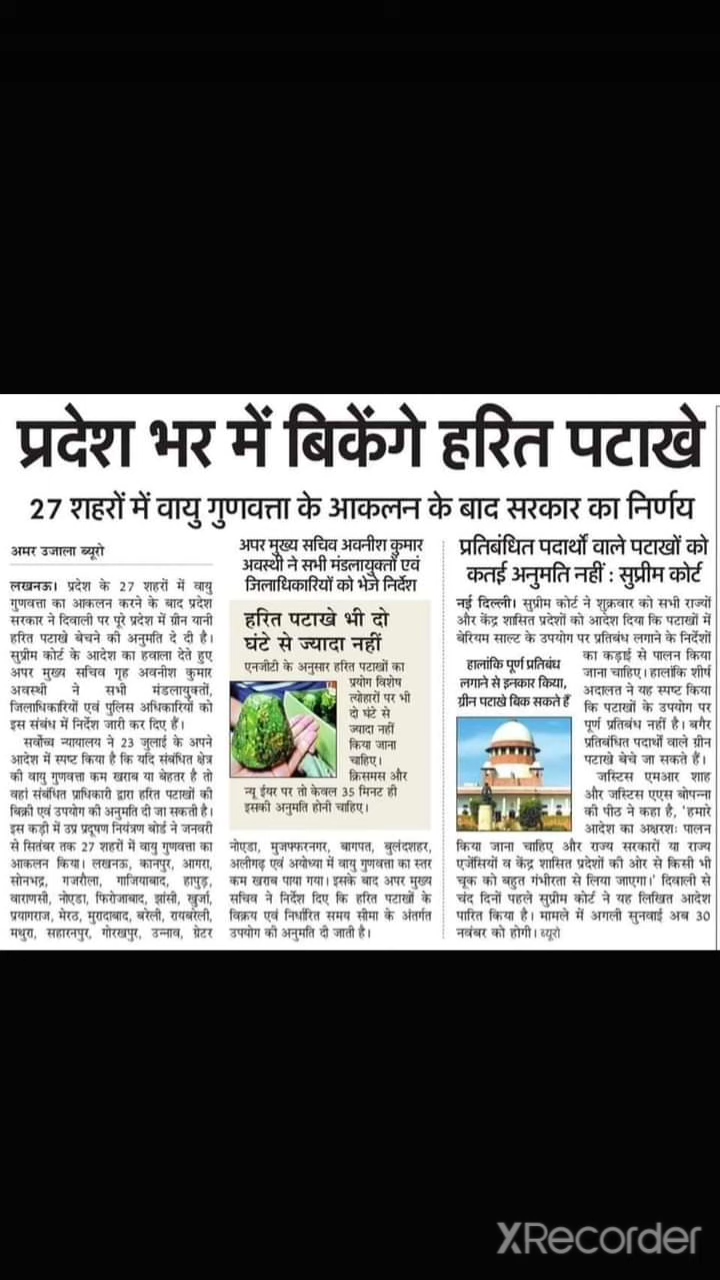 प्रदेश भर में बिकेंगे हरित पटाखे
27 शहरों में वायु गुणवत्ता के आकलन के बाद सरकार का निर्णय
अमर उजाला ब्यूरो
लखनऊ। प्रदेश के 27 शहरों में वायु
गुणवत्ता का आकलन करने के बाद प्रदेश
सरकार ने दिवाली पर पूरे प्रदेश में ग्रीन यानी
हरित पटाखे बेचने की अनुमति दे दी है।
सुप्रीम कोर्ट के आदेश का हवाला देते हुए
अपर मुख्य सचिव गृह अवनीश कुमार
अवस्थी ने सभी मंडलायुक्तों,
जिलाधिकारियों एवं पुलिस अधिकारियों को
इस संबंध में निर्देश जारी कर दिए हैं।
सर्वोच्च न्यायालय ने 23 जुलाई के अपने
आदेश में स्पष्ट किया है कि यदि संबंधित क्षेत्र
की वायु गुणवत्ता कम खराब या बेहतर है तो
वहां संबंधित प्राधिकारी द्वारा हरित पटाखों की
बिक्री एवं उपयोग की अनुमति दी जा सकती है।
इस कड़ी में उप्र प्रदूषण नियंत्रण बोर्ड ने जनवरी
से सितंबर तक 27 शहरों में वायु गुणवत्ता का
आकलन किया। लखनऊ, कानपुर, आगरा,
सोनभद्र, गजरौला, गाजियाबाद, हापुड़,
वाराणसी, नोएडा, फिरोजाबाद, झांसी, खुर्जा,
प्रयागराज, मेरठ, मुरादाबाद, बरेली, रायबरेली,
मथुरा, सहारनपुर, गोरखपुर, उन्नाव, ग्रेटर
अपर मुख्य सचिव अवनीश कुमार
अवस्थी ने सभी मंडलायुक्तों एवं
जिलाधिकारियों को भेजे निर्देश
हरित पटाखे भी दो
घंटे से ज्यादा नहीं
एनजीटी के अनुसार हरित पटाखों का
प्रयोग विशेष
त्योहारों पर भी
दो घंटे से
ज्यादा नहीं
किया जाना
चाहिए।
क्रिसमस और
न्यू ईयर पर तो केवल 35 मिनट ही
इसकी अनुमति होनी चाहिए।
नोएडा, मुजफ्फरनगर, बागपत, बुलंदशहर,
अलीगढ़ एवं अयोध्या में वायु गुणवत्ता का स्तर
कम खराब पाया गया। इसके बाद अपर मुख्य
सचिव ने निर्देश दिए कि हरित पटाखों के
विक्रय एवं निर्धारित समय सीमा के अंतर्गत
उपयोग की अनुमति दी जाती है।
प्रतिबंधित पदार्थों वाले पटाखों को
कतई अनुमति नहीं : सुप्रीम कोर्ट
नई दिल्ली। सुप्रीम कोर्ट ने शुक्रवार को सभी राज्यों
और केंद्र शासित प्रदेशों को आदेश दिया कि पटाखों में
बेरियम साल्ट के उपयोग पर प्रतिबंध लगाने के निर्देशों
का कड़ाई से पालन किया
जाना चाहिए। हालांकि शीर्ष
अदालत ने यह स्पष्ट किया
कि पटाखों के उपयोग पर
पूर्ण प्रतिबंध नहीं है। बगैर
प्रतिबंधित पदार्थों वाले ग्रीन
पटाखे बेचे जा सकते हैं।
हालांकि पूर्ण प्रतिबंध
लगाने से इनकार किया,
ग्रीन पटाखे बिक सकते हैं
जस्टिस एमआर शाह
और जस्टिस एएस बोपन्ना
की पीठ ने कहा है, 'हमारे
आदेश का अक्षरशः पालन
किया जाना चाहिए और राज्य सरकारों या राज्य
एजेंसियों व केंद्र शासित प्रदेशों की ओर से किसी भी
चूक को बहुत गंभीरता से लिया जाएगा।' दिवाली से
चंद दिनों पहले सुप्रीम कोर्ट ने यह लिखित आदेश
पारित किया है। मामले में अगली सुनवाई अब 30
नवंबर को होगी। ब्यूरो
XRecorder